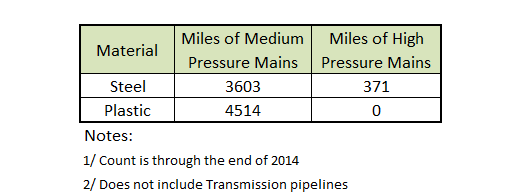 Material Miles of Medium Pressure Mains Miles of High Pressure Mains
Steel 3603 371
Plastic 4514 0
Notes:
1/ Count is through the end of 2014
2/ Does not include Transmission pipelines